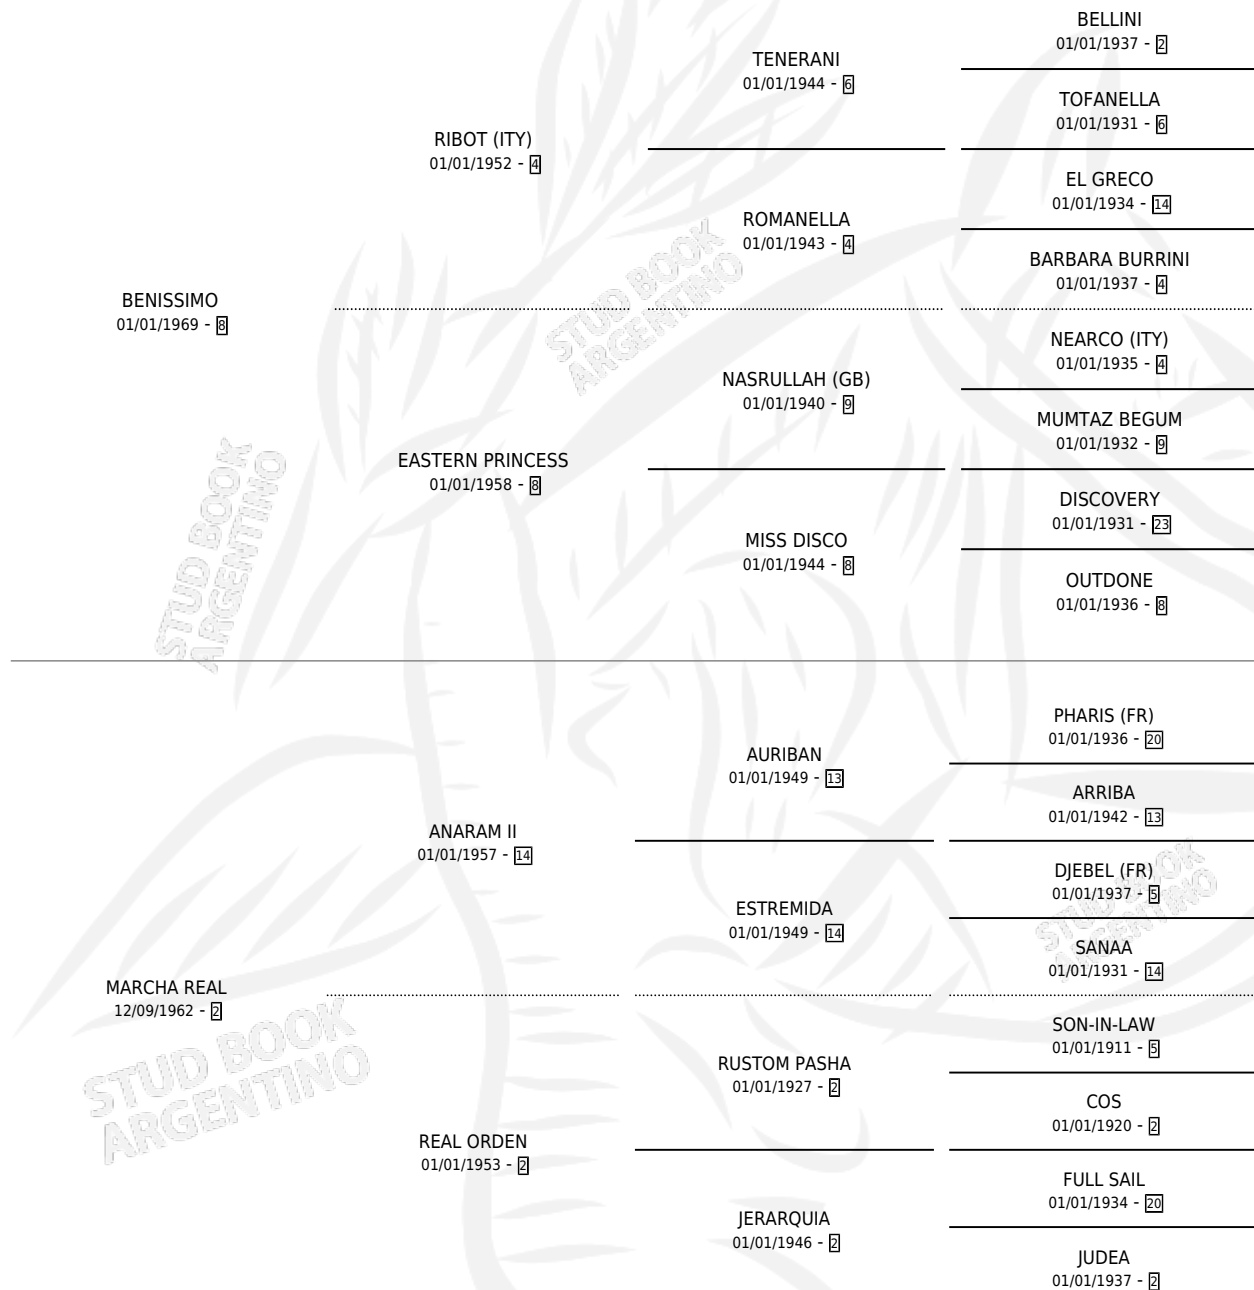 BELLINI
01/01/1937 - 2
TENERANI
01/01/1944 - 6
TOFANELLA
01/01/1931 - 6
RIBOT (ITY)
01/01/1952 - 4
EL GRECO
01/01/1934 - 14
ROMANELLA
01/01/1943 - 4
BARBARA BURRINI
01/01/1937 - 4
BENISSIMO
01/01/1969 - 8
NEARCO (ITY)
01/01/1935 - 4
NASRULLAH (GB)
01/01/1940 - 9
MUMTAZ BEGUM
01/01/1932 - 9
EASTERN PRINCESS
01/01/1958 - 8
DISCOVERY
01/01/1931 - 23
MISS DISCO
01/01/1944 - 8
OUTDONE
01/01/1936 - 8
STUD BOOK
ARGENTINO
STUD BOOK
ARGENTINO
PHARIS (FR)
01/01/1936 - 20
AURIBAN
01/01/1949 - 13
ARRIBA
01/01/1942 - 13
ANARAM II
01/01/1957 - 14
DJEBEL (FR)
01/01/1937 - 5
ESTREMIDA
01/01/1949 - 14
SANAA
01/01/1931 - 14
STUD BOOK
ARGENTINO
MARCHA REAL
12/09/1962 - 2
SON-IN-LAW
01/01/1911 - 5
RUSTOM PASHA
01/01/1927 - 2
COS
01/01/1920 - 2
REAL ORDEN
01/01/1953 - 2
FULL SAIL
01/01/1934 - 20
JERARQUIA
01/01/1946 - 2
JUDEA
01/01/1937 - 2
STUD BOOK
ARGENTINO